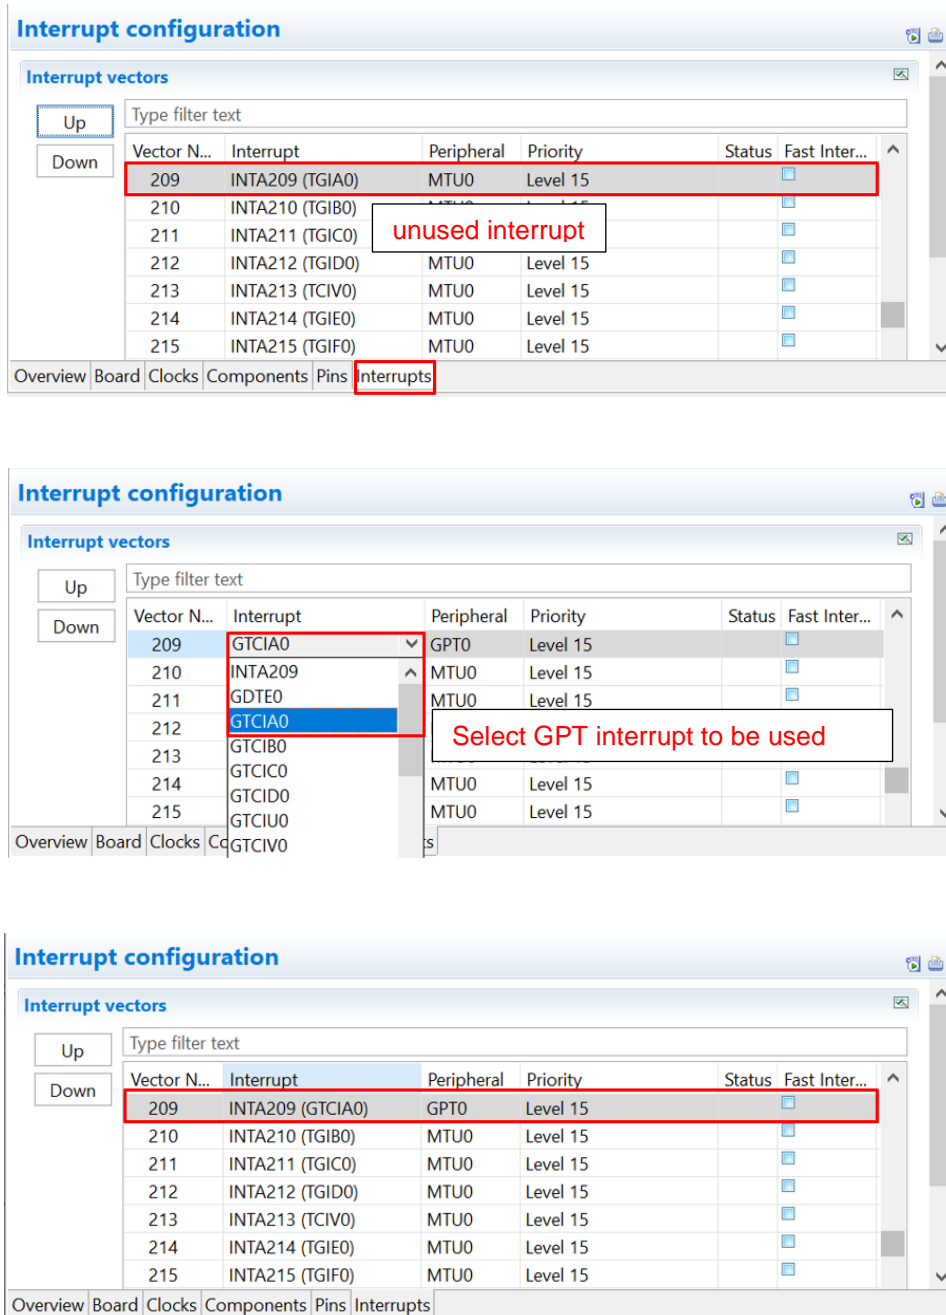 Interrupt configuration
Interrupt vectors
Up
Type filter text
Down
Vector N... Interrupt Peripheral Priority Status Fast Inter...
209 INTA209 (TGIA0) MTU0 Level 15
210 INTA210 (TGIB0)
211 INTA211 (TGIC0)
unused interrupt
212 INTA212 (TGID0) MTU0 Level 15
213 INTA213 (TCIV0) MTU0 Level 15
214 INTA214 (TGIE0) MTU0 Level 15
215 INTA215 (TGIF0) MTU0 Level 15
Overview Board Clocks Components Pins Interrupts
Interrupt configuration
Interrupt vectors
Up
Type filter text
Down
Vector N... Interrupt Peripheral Priority Status Fast Inter...
209 GTCIA0 GPT0 Level 15
210 INTA209 MTU0 Level 15
211 GDTE0 MTU0 Level 15
212 GTCIA0
Select GPT interrupt to be used
213 GTCIB0
214 GTCIC0 MTU0 Level 15
GTCID0
215 GTCIU0 MTU0 Level 15
Overview Board Clocks GTCIV0
Interrupt configuration
Interrupt vectors
Up
Type filter text
Down
Vector N... Interrupt Peripheral Priority Status Fast Inter...
209 INTA209 (GTCIA0) GPT0 Level 15
210 INTA210 (TGIB0) MTU0 Level 15
211 INTA211 (TGIC0) MTU0 Level 15
212 INTA212 (TGID0) MTU0 Level 15
213 INTA213 (TCIV0) MTU0 Level 15
214 INTA214 (TGIE0) MTU0 Level 15
215 INTA215 (TGIF0) MTU0 Level 15
Overview Board Clocks Components Pins Interrupts